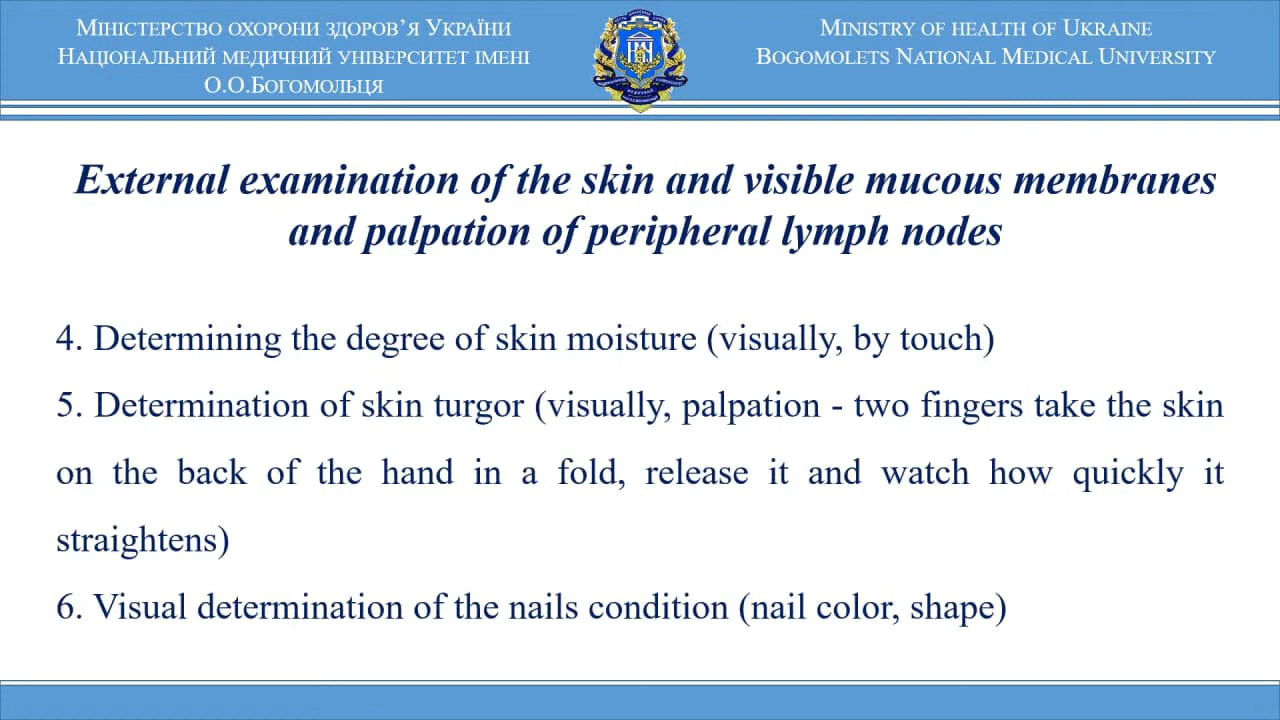 Міністерство охорони здоров’я України
Національний медичний університет імені
О.О.Богомольця
Ministry of health of Ukraine
Bogomolets National Medical University
External examination of the skin and visible mucous membranes
and palpation of peripheral lymph nodes
4. Determining the degree of skin moisture (visually, by touch)
5. Determination of skin turgor (visually, palpation - two fingers take the skin
on the back of the hand in a fold, release it and watch how quickly it
straightens)
6. Visual determination of the nails condition (nail color, shape)